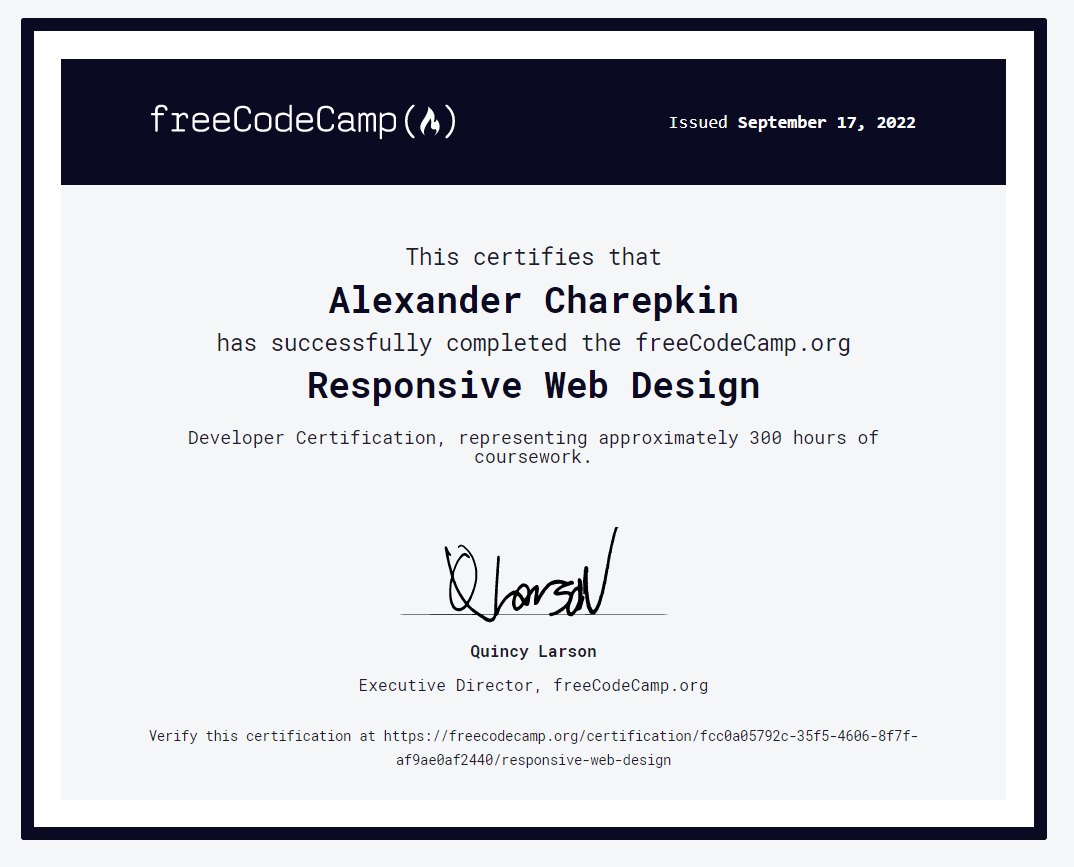 freeCodeCamp(🔥)
Issued September 17, 2022
This certifies that
Alexander Charepkin
has successfully completed the freeCodeCamp.org
Responsive Web Design
Developer Certification, representing approximately 300 hours of
coursework.
Q Larson
Quincy Larson
Executive Director, freeCodeCamp.org
Verify this certification at https://freecodecamp.org/certification/fcc0a05792c-35f5-4606-8f7f-
af9ae0af2440/responsive-web-design